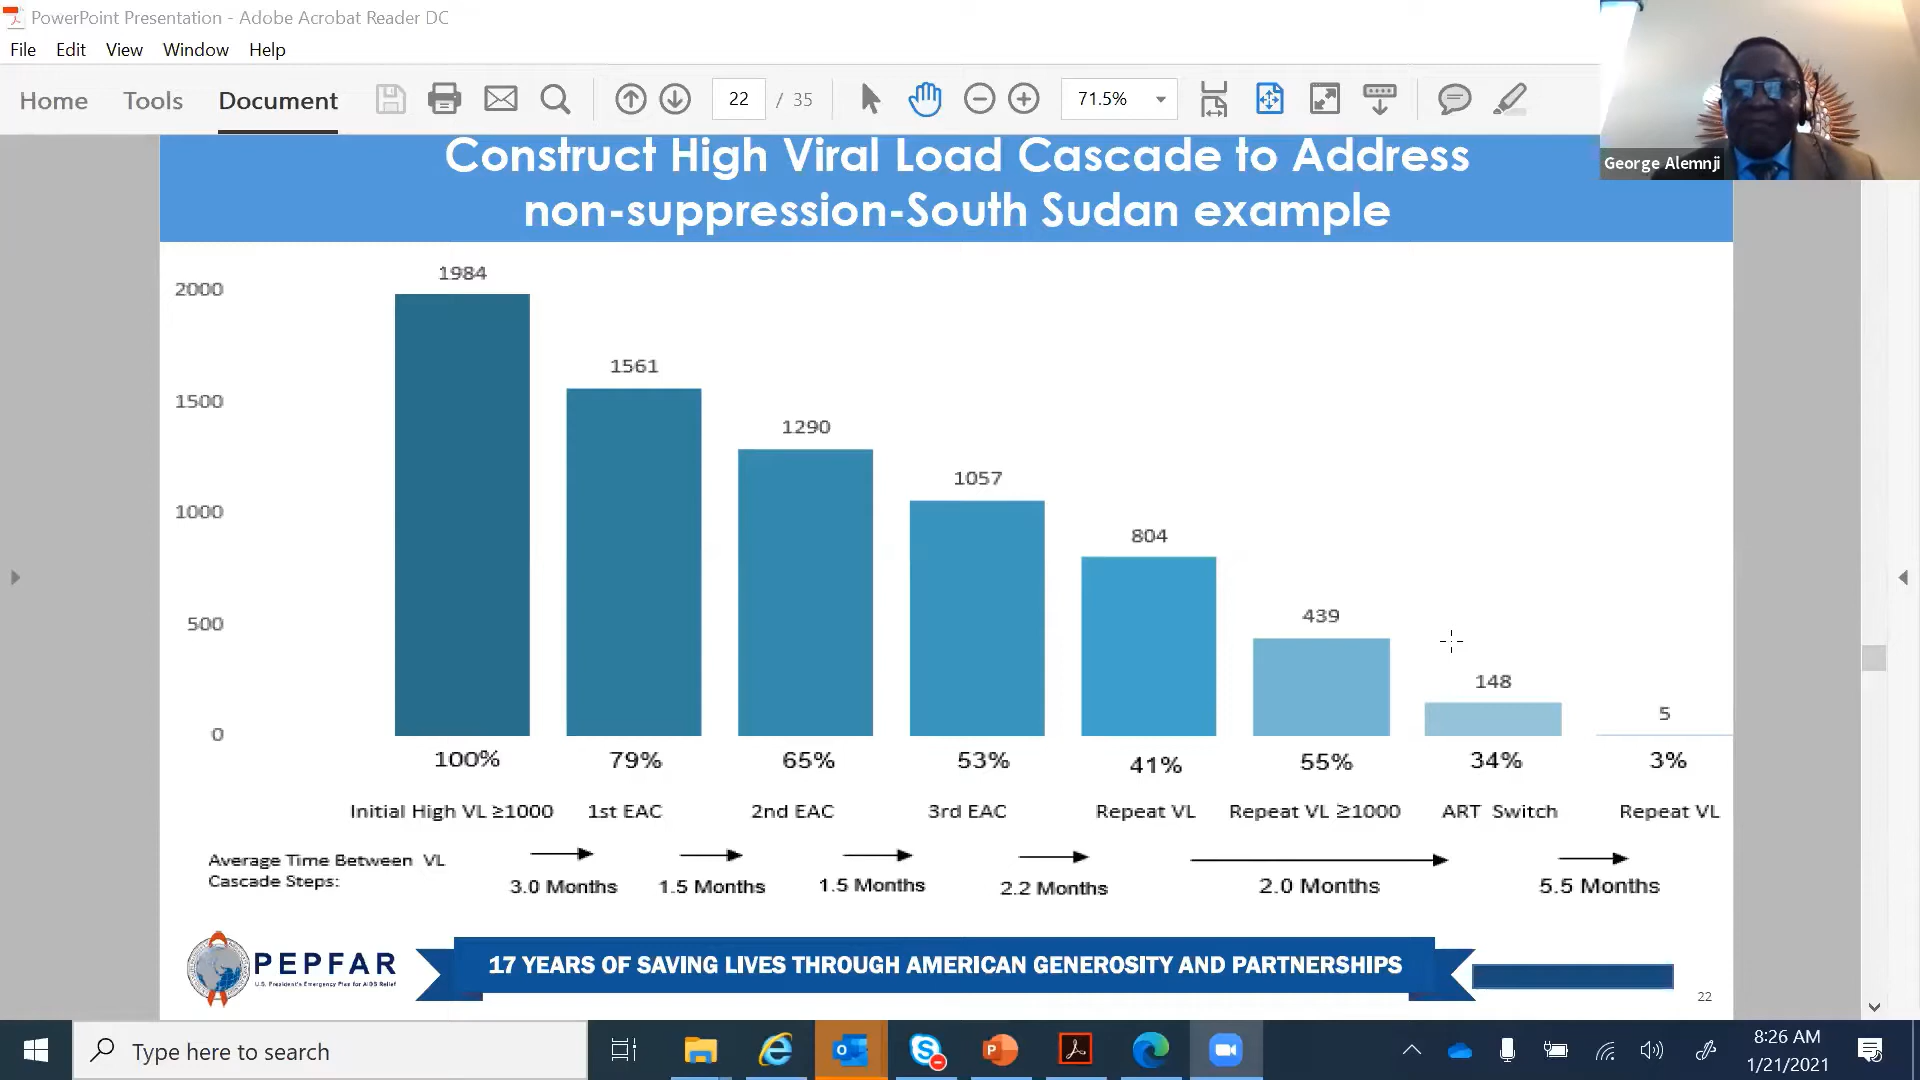 PowerPoint Presentation - Adobe Acrobat Reader DC
File Edit View Window Help
Home Tools Document 22 / 35 71.5%
George Alemnji
Construct High Viral Load Cascade to Address
non-suppression-South Sudan example
2000
1500
1000
500
0
1984
1561
1290
1057
804
439
148
5
100% 79% 65% 53% 41% 55% 34% 3%
Initial High VL ≥1000 1st EAC 2nd EAC 3rd EAC Repeat VL Repeat VL ≥1000 ART Switch Repeat VL
Average Time Between VL
Cascade Steps:
3.0 Months 1.5 Months 1.5 Months 2.2 Months 2.0 Months 5.5 Months
PEPFAR
U.S. President's Emergency Plan for AIDS Relief
17 YEARS OF SAVING LIVES THROUGH AMERICAN GENEROSITY AND PARTNERSHIPS
22
Type here to search
8:26 AM
1/21/2021